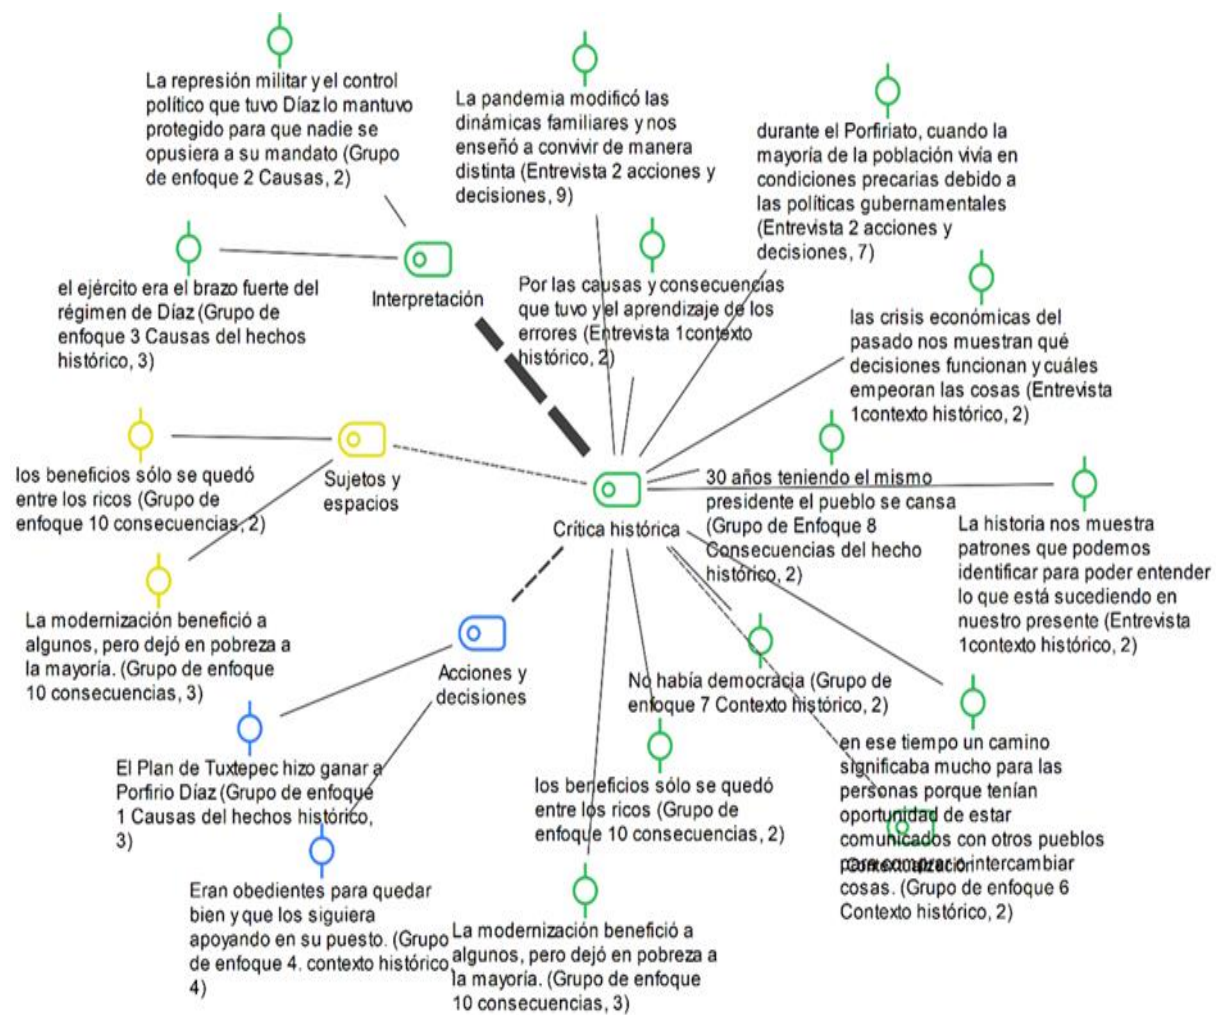 La represión militar y el control
político que tuvo Díaz lo mantuvo
protegido para que nadie se
opusiera a su mandato (Grupo
de enfoque 2 Causas, 2)
La pandemia modificó las
dinámicas familiares y nos
enseñó a convivir de manera
distinta (Entrevista 2 acciones y
decisiones, 9)
durante el Porfiriato, cuando la
mayoría de la población vivía en
condiciones precarias debido a
las políticas gubernamentales
(Entrevista 2 acciones y
decisiones, 7)
el ejército era el brazo fuerte del
régimen de Díaz (Grupo de
enfoque 3 Causas del hechos
histórico, 3)
Interpretación
Por las causas y consecuencias
que tuvo y el aprendizaje de los
errores (Entrevista 1contexto
histórico, 2)
las crisis económicas del
pasado nos muestran qué
decisiones funcionan y cuáles
empeoran las cosas (Entrevista
1contexto histórico, 2)
los beneficios sólo se quedó
entre los ricos (Grupo de
enfoque 10 consecuencias, 2)
Sujetos y
espacios
Crítica histórica
30 años teniendo el mismo
presidente el pueblo se cansa
(Grupo de Enfoque 8
Consecuencias del hecho
histórico, 2)
La historia nos muestra
patrones que podemos
identificar para poder entender
lo que está sucediendo en
nuestro presente (Entrevista
1contexto histórico, 2)
La modernización benefició a
algunos, pero dejó en pobreza a
la mayoría. (Grupo de enfoque
10 consecuencias, 3)
Acciones y
decisiones
No había democracia (Grupo de
enfoque 7 Contexto histórico, 2)
El Plan de Tuxtepec hizo ganar a
Porfirio Díaz (Grupo de enfoque
1 Causas del hechos histórico,
3)
los beneficios sólo se quedó
entre los ricos (Grupo de
enfoque 10 consecuencias, 2)
en ese tiempo un camino
significaba mucho para las
personas porque tenían
oportunidad de estar
comunicados con otros pueblos
para comprar o intercambiar
cosas. (Grupo de enfoque 6
Contexto histórico, 2)
Contextualización
Eran obedientes para quedar
bien y que los siguiera
apoyando en su puesto. (Grupo
de enfoque 4. contexto histórico,
4)
La modernización benefició a
algunos, pero dejó en pobreza a
la mayoría. (Grupo de enfoque
10 consecuencias, 3)